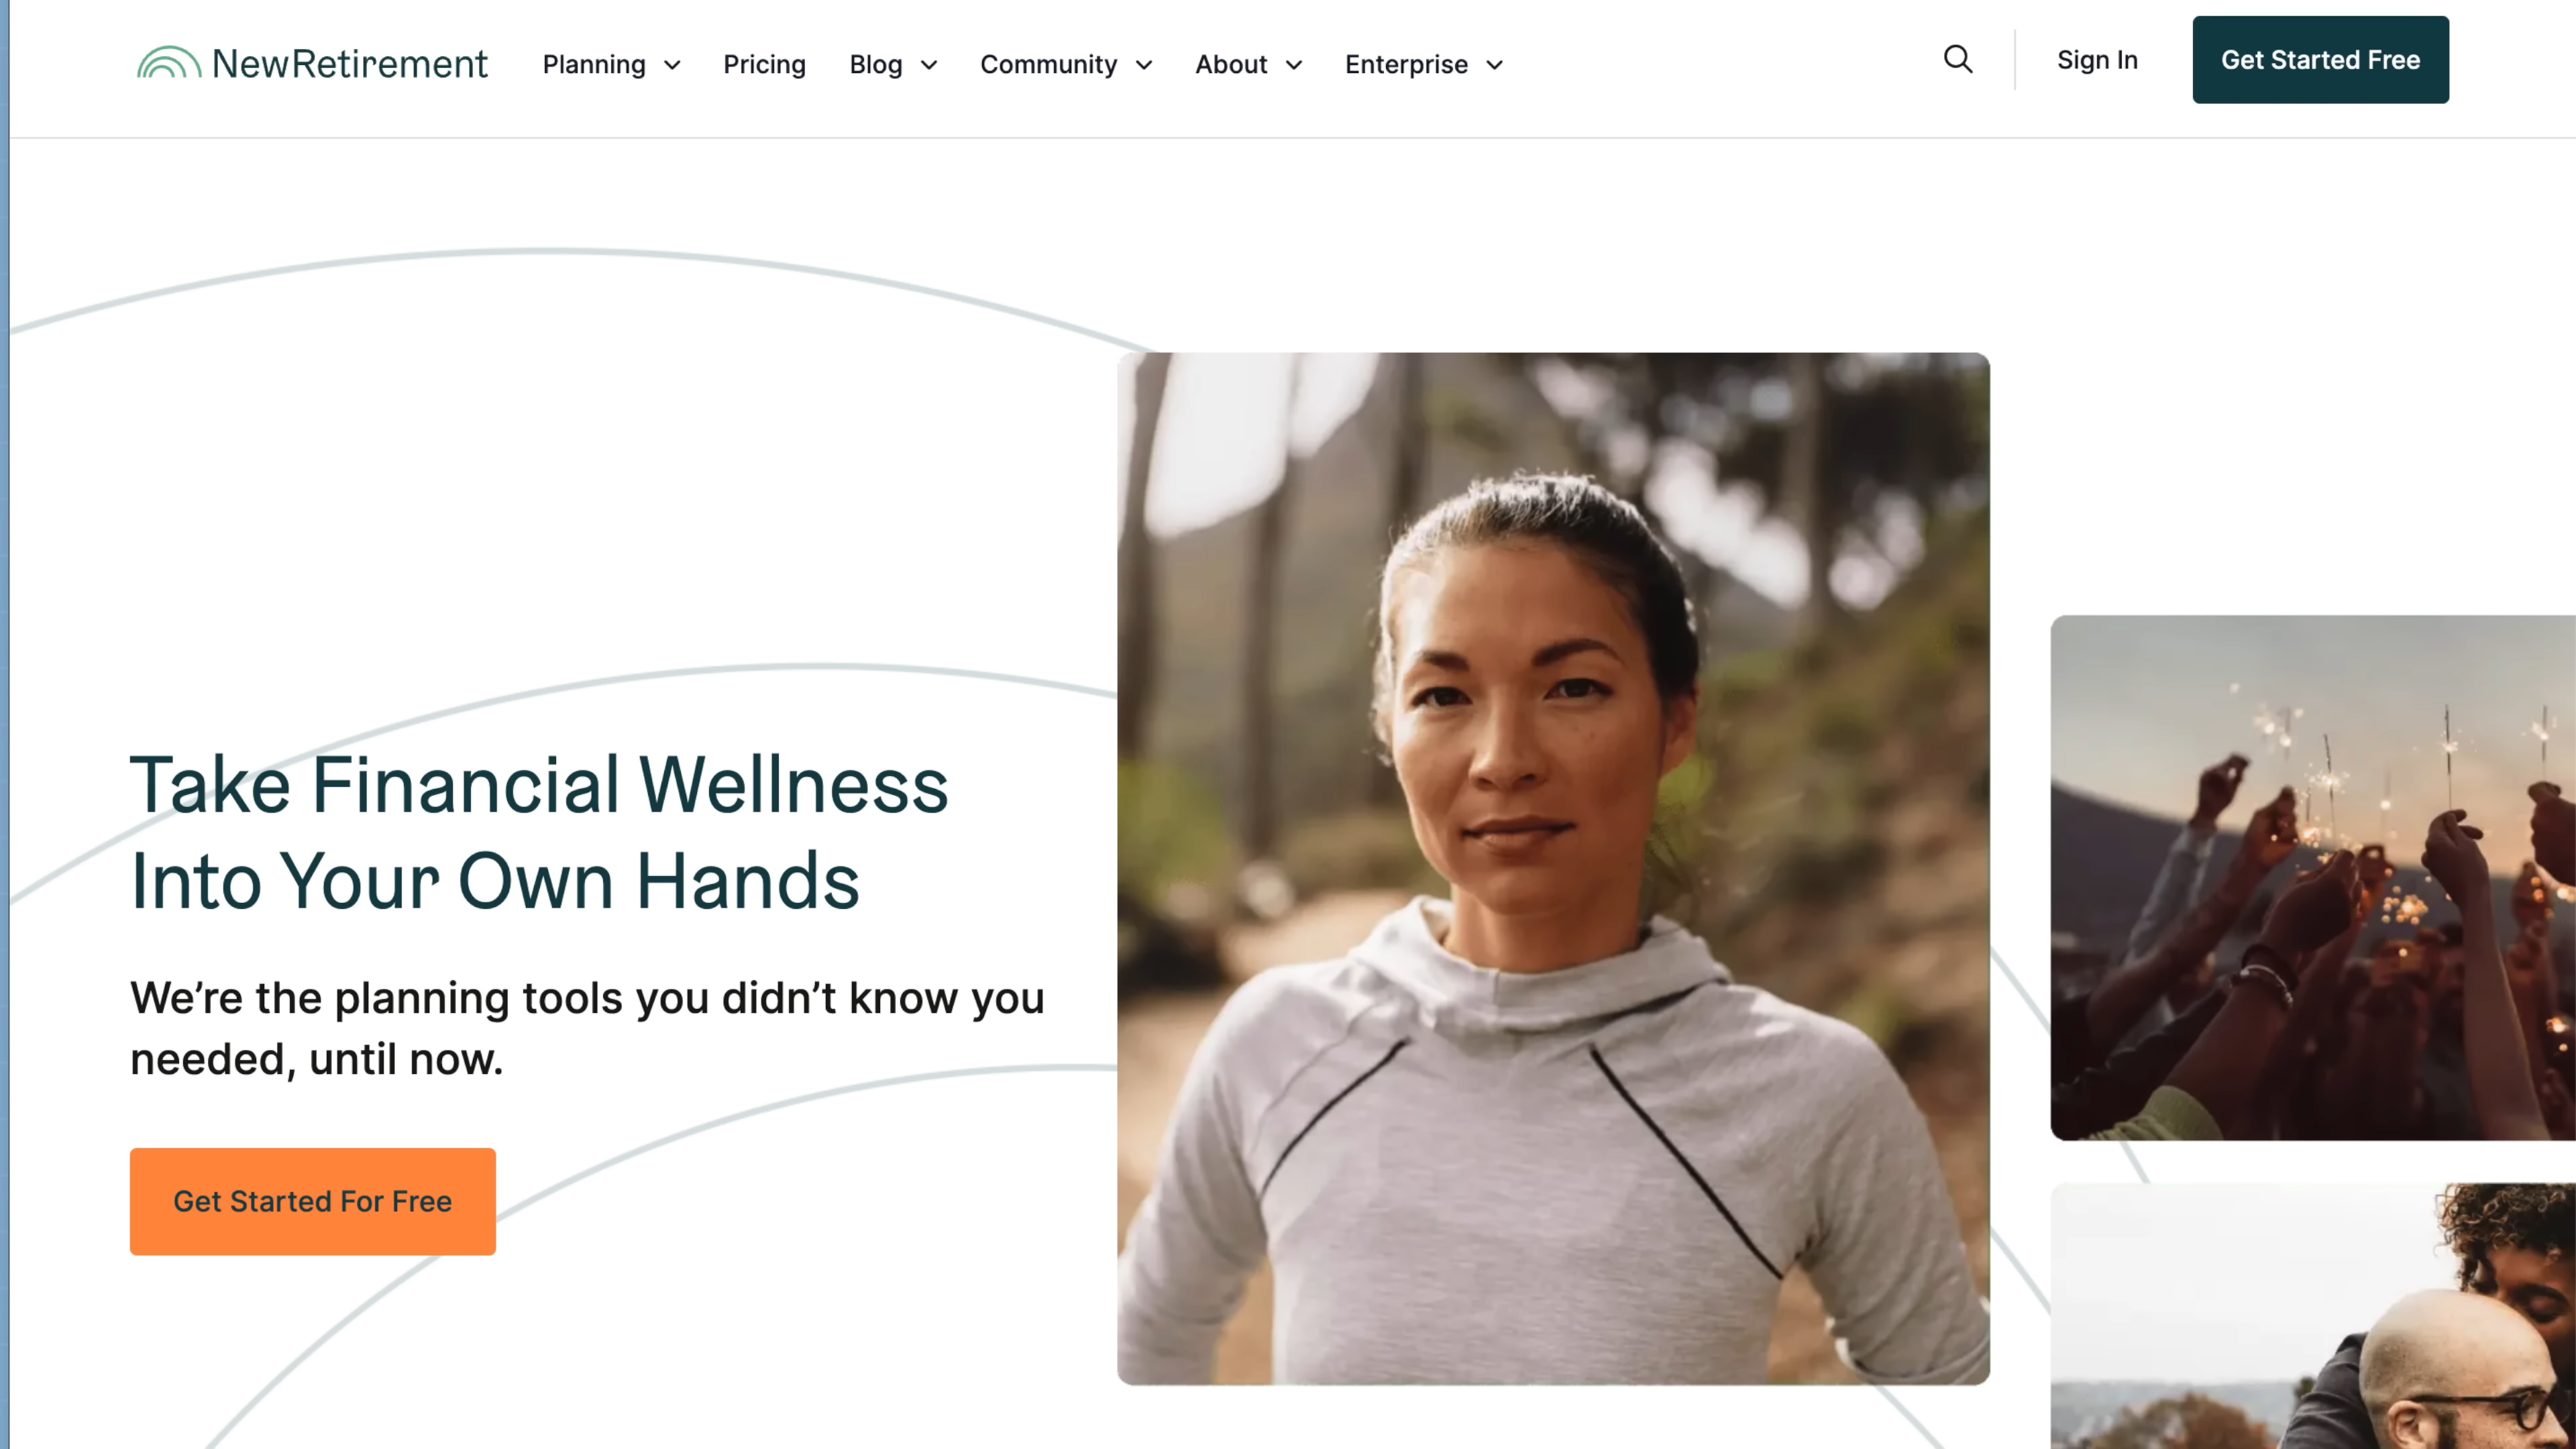 NewRetirement
Planning
Pricing
Blog
Community
About
Enterprise
Sign In
Get Started Free
Take Financial Wellness
Into Your Own Hands
We’re the planning tools you didn’t know you
needed, until now.
Get Started For Free